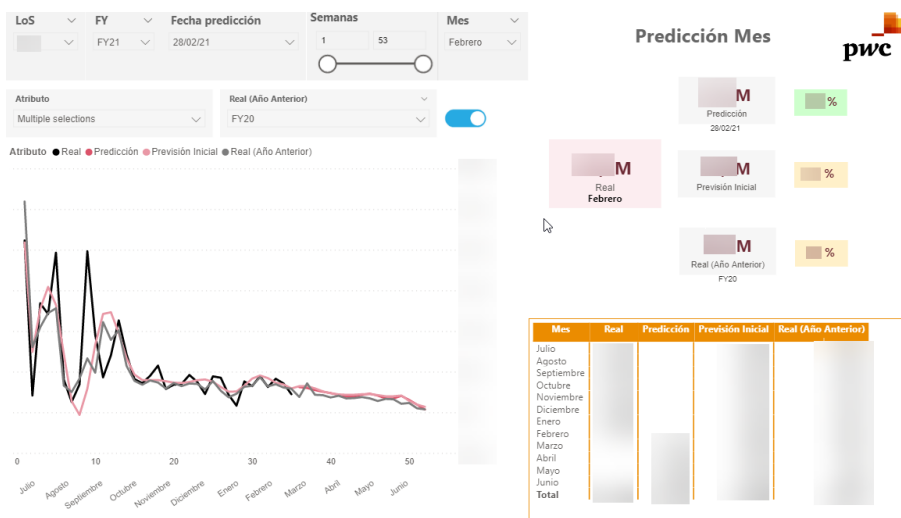 LoS FY Fecha predicción Semanas Mes
FY21 28/02/21 1 53 Febrero
Atributo Real (Año Anterior)
Multiple selections FY20
Atributo Real Predicción Previsión Inicial Real (Año Anterior)
0 10 20 30 40 50
Julio Agosto Septiembre Octubre Noviembre Diciembre Enero Febrero Marzo Abril Mayo Junio
Predicción Mes
pwc
M
Predicción
28/02/21
%
M
Real
Febrero
M
Previsión Inicial
%
M
Real (Año Anterior)
FY20
%
Mes Real Predicción Previsión Inicial Real (Año Anterior)
Julio
Agosto
Septiembre
Octubre
Noviembre
Diciembre
Enero
Febrero
Marzo
Abril
Mayo
Junio
Total